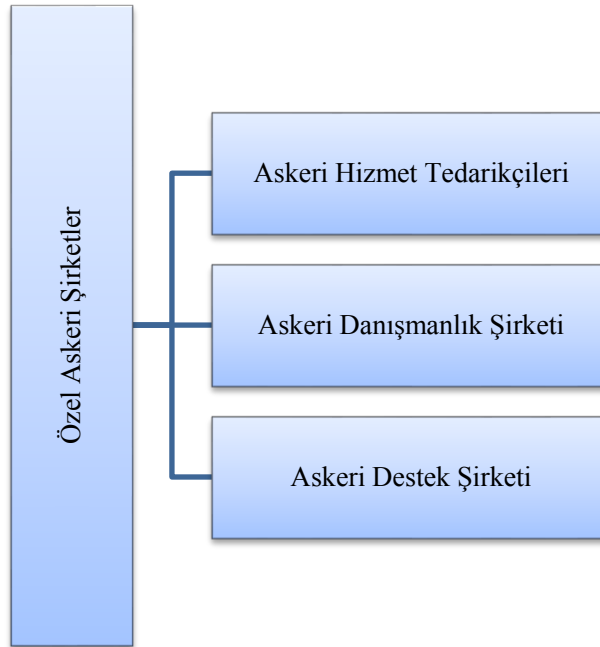 Özel Askeri Şirketler
Askeri Hizmet Tedarikçileri
Askeri Danışmanlık Şirketi
Askeri Destek Şirketi